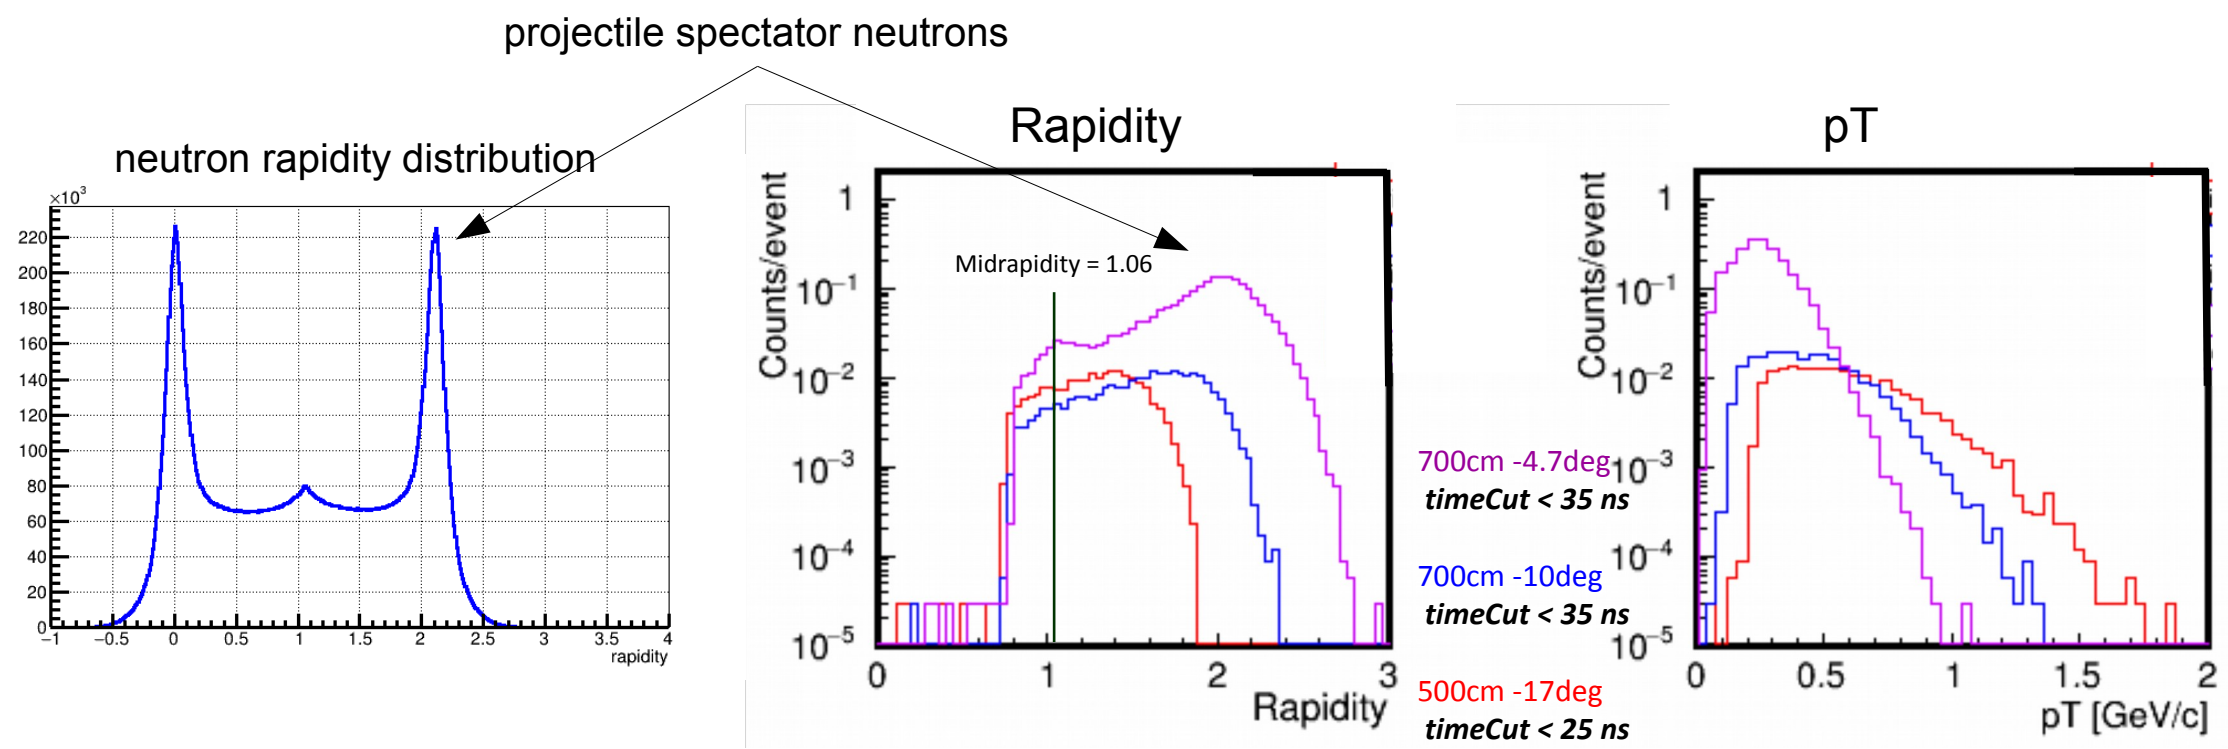 projectile spectator neutrons
neutron rapidity distribution
×10³
220
200
180
160
140
120
100
80
60
40
20
0
−1 −0.5 0 0.5 1 1.5 2 2.5 3 3.5 4
rapidity
Rapidity
Counts/event
1
10⁻¹
10⁻²
10⁻³
10⁻⁴
10⁻⁵
Midrapidity = 1.06
0 1 2 3
Rapidity
700cm -4.7deg
timeCut < 35 ns
700cm -10deg
timeCut < 35 ns
500cm -17deg
timeCut < 25 ns
pT
Counts/event
1
10⁻¹
10⁻²
10⁻³
10⁻⁴
10⁻⁵
0 0.5 1 1.5 2
pT [GeV/c]